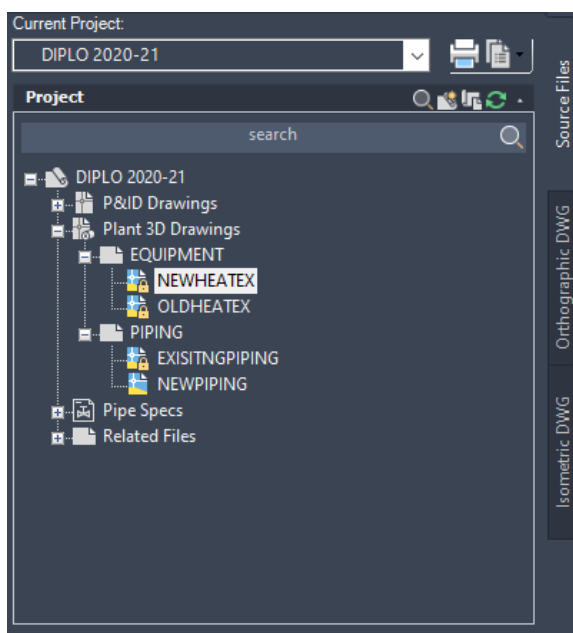 Current Project:
DIPLO 2020-21
Project
search
DIPLO 2020-21
P&ID Drawings
Plant 3D Drawings
EQUIPMENT
NEWHEATEX
OLDHEATEX
PIPING
EXISITNGPIPING
NEWPIPING
Pipe Specs
Related Files
Source Files
Orthographic DWG
Isometric DWG